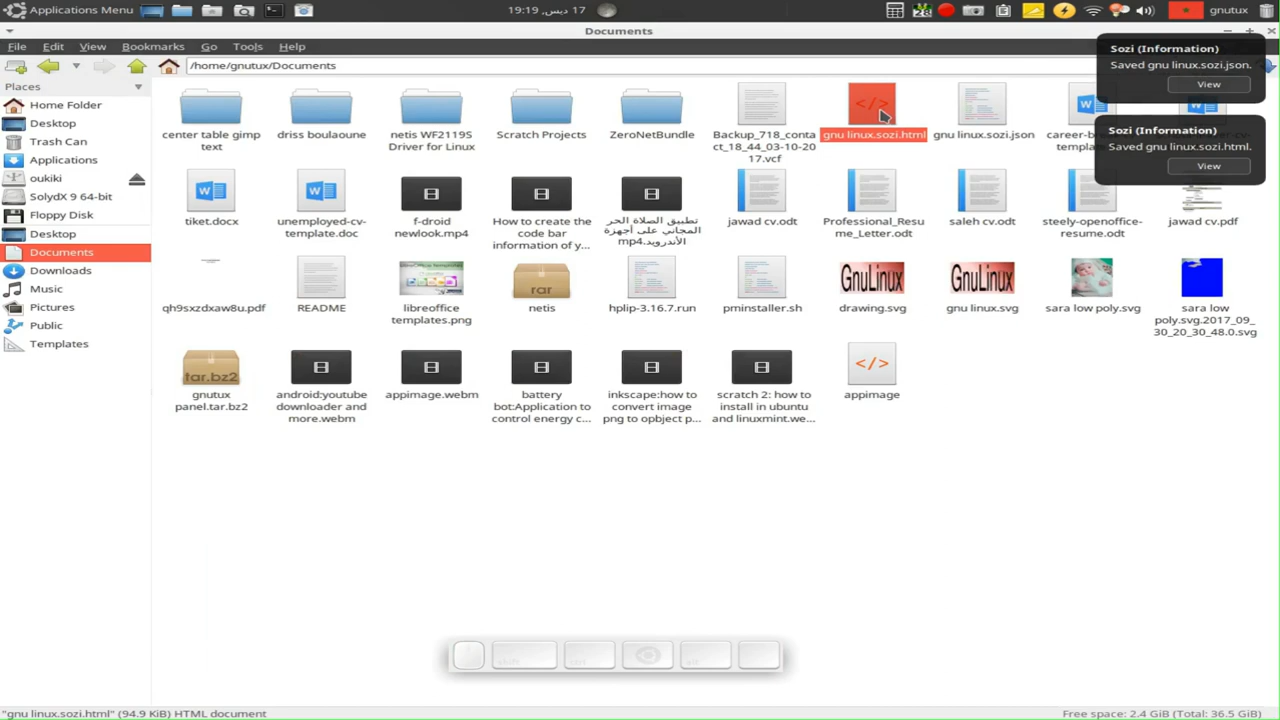 Applications Menu
17 ديس, 19:19
28
gnutux
Documents
File Edit View Bookmarks Go Tools Help
/home/gnutux/Documents
Sozi (Information)
Saved gnu linux.sozi.json.
View
Sozi (Information)
Saved gnu linux.sozi.html.
View
Places
Home Folder
Desktop
Trash Can
Applications
oukiki
SolydX 9 64-bit
Floppy Disk
Desktop
Documents
Downloads
Music
Pictures
Public
Templates
center table gimp
text
driss boulaoune
netis WF2119S
Driver for Linux
Scratch Projects
ZeroNetBundle
Backup_718_conta
ct_18_44_03-10-20
17.vcf
gnu linux.sozi.html
gnu linux.sozi.json
career-b
templat
tiket.docx
unemployed-cv-
template.doc
f-droid
newlook.mp4
How to create the
code bar
information of y...
تطبيق الصلاة الحر
المجاني على أجهزة
الأندرويد.mp4
jawad cv.odt
Professional_Resu
me_Letter.odt
saleh cv.odt
steely-openoffice-
resume.odt
jawad cv.pdf
qh9sxzdxaw8u.pdf
README
libreoffice
templates.png
rar
netis
hplip-3.16.7.run
pminstaller.sh
GnuLinux
drawing.svg
GnuLinux
gnu linux.svg
sara low poly.svg
sara low
poly.svg.2017_09_
30_20_30_48.0.svg
tar.bz2
gnutux
panel.tar.bz2
android:youtube
downloader and
more.webm
appimage.webm
battery
bot:Application to
control energy c...
inkscape:how to
convert image
png to opbject p...
scratch 2: how to
install in ubuntu
and linuxmint.we...
appimage
"gnu linux.sozi.html" (94.9 KiB) HTML document
Free space: 2.4 GiB (Total: 36.5 GiB)